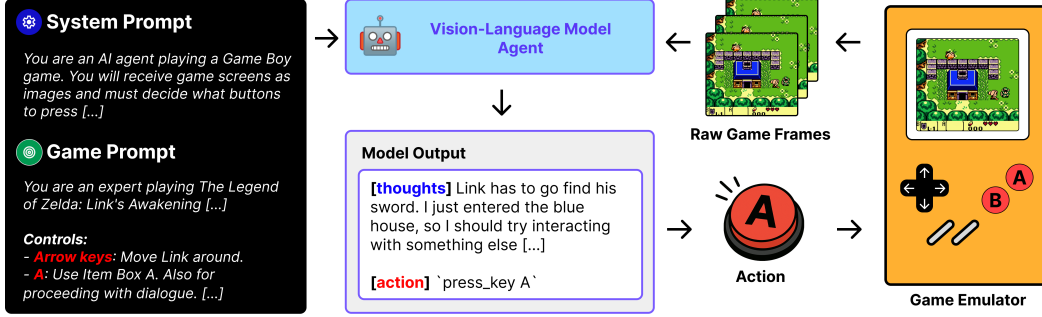 System Prompt
You are an AI agent playing a Game Boy
game. You will receive game screens as
images and must decide what buttons
to press [...]
Game Prompt
You are an expert playing The Legend
of Zelda: Link's Awakening [...]
Controls:
- Arrow keys: Move Link around.
- A: Use Item Box A. Also for
proceeding with dialogue. [...]
Vision-Language Model
Agent
Model Output
[thoughts] Link has to go find his
sword. I just entered the blue
house, so I should try interacting
with something else [...]
[action] `press_key A`
Raw Game Frames
A
Action
A
B
Game Emulator